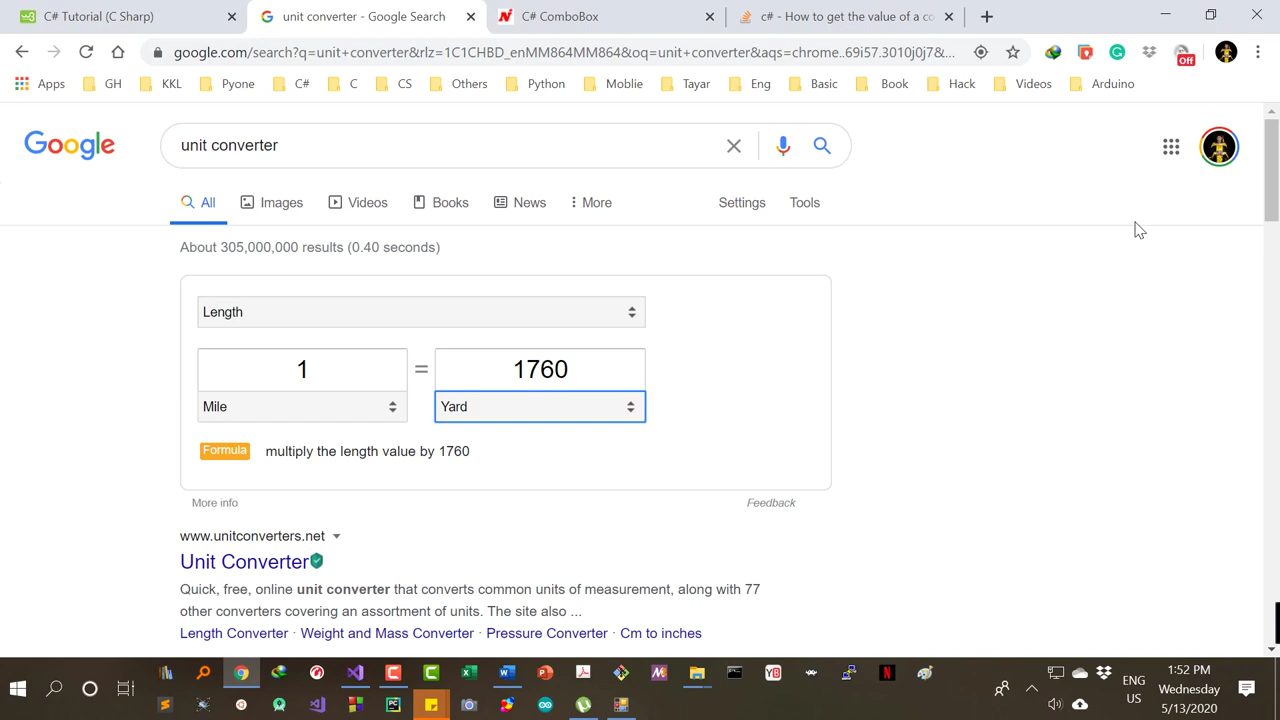 C# Tutorial (C Sharp)
unit converter - Google Search
C# ComboBox
c# - How to get the value of a co
google.com/search?q=unit+converter&rlz=1C1CHBD_enMM864MM864&oq=unit+converter&aqs=chrome..69i57.3010j0j7&...
Off
Apps GH KKL Pyone C# C CS Others Python Moblie Tayar Eng Basic Book Hack Videos Arduino
Google
unit converter
All Images Videos Books News More Settings Tools
About 305,000,000 results (0.40 seconds)
Length
1 = 1760
Mile Yard
Formula multiply the length value by 1760
More info Feedback
www.unitconverters.net
Unit Converter
Quick, free, online unit converter that converts common units of measurement, along with 77
other converters covering an assortment of units. The site also ...
Length Converter · Weight and Mass Converter · Pressure Converter · Cm to inches
1:52 PM
ENG Wednesday
US 5/13/2020